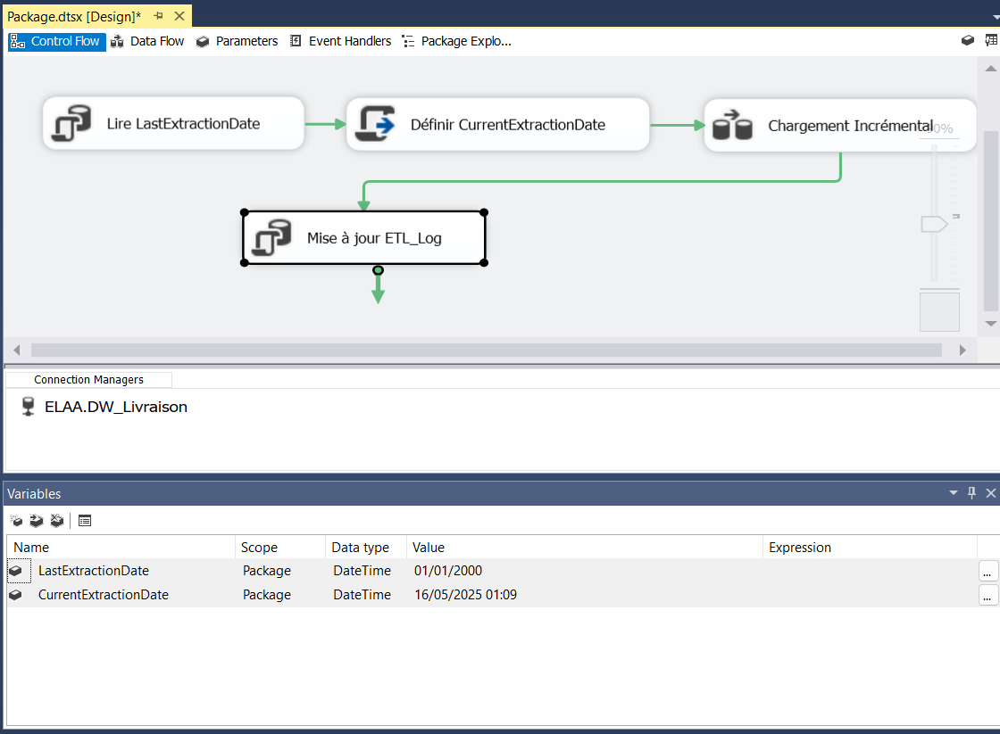 Package.dtsx [Design]*
Control Flow Data Flow Parameters Event Handlers Package Explo...
Lire LastExtractionDate Définir CurrentExtractionDate Chargement Incrémental
Mise à jour ETL_Log
Connection Managers
ELAA.DW_Livraison
Variables
Name Scope Data type Value Expression
LastExtractionDate Package DateTime 01/01/2000 ...
CurrentExtractionDate Package DateTime 16/05/2025 01:09 ...